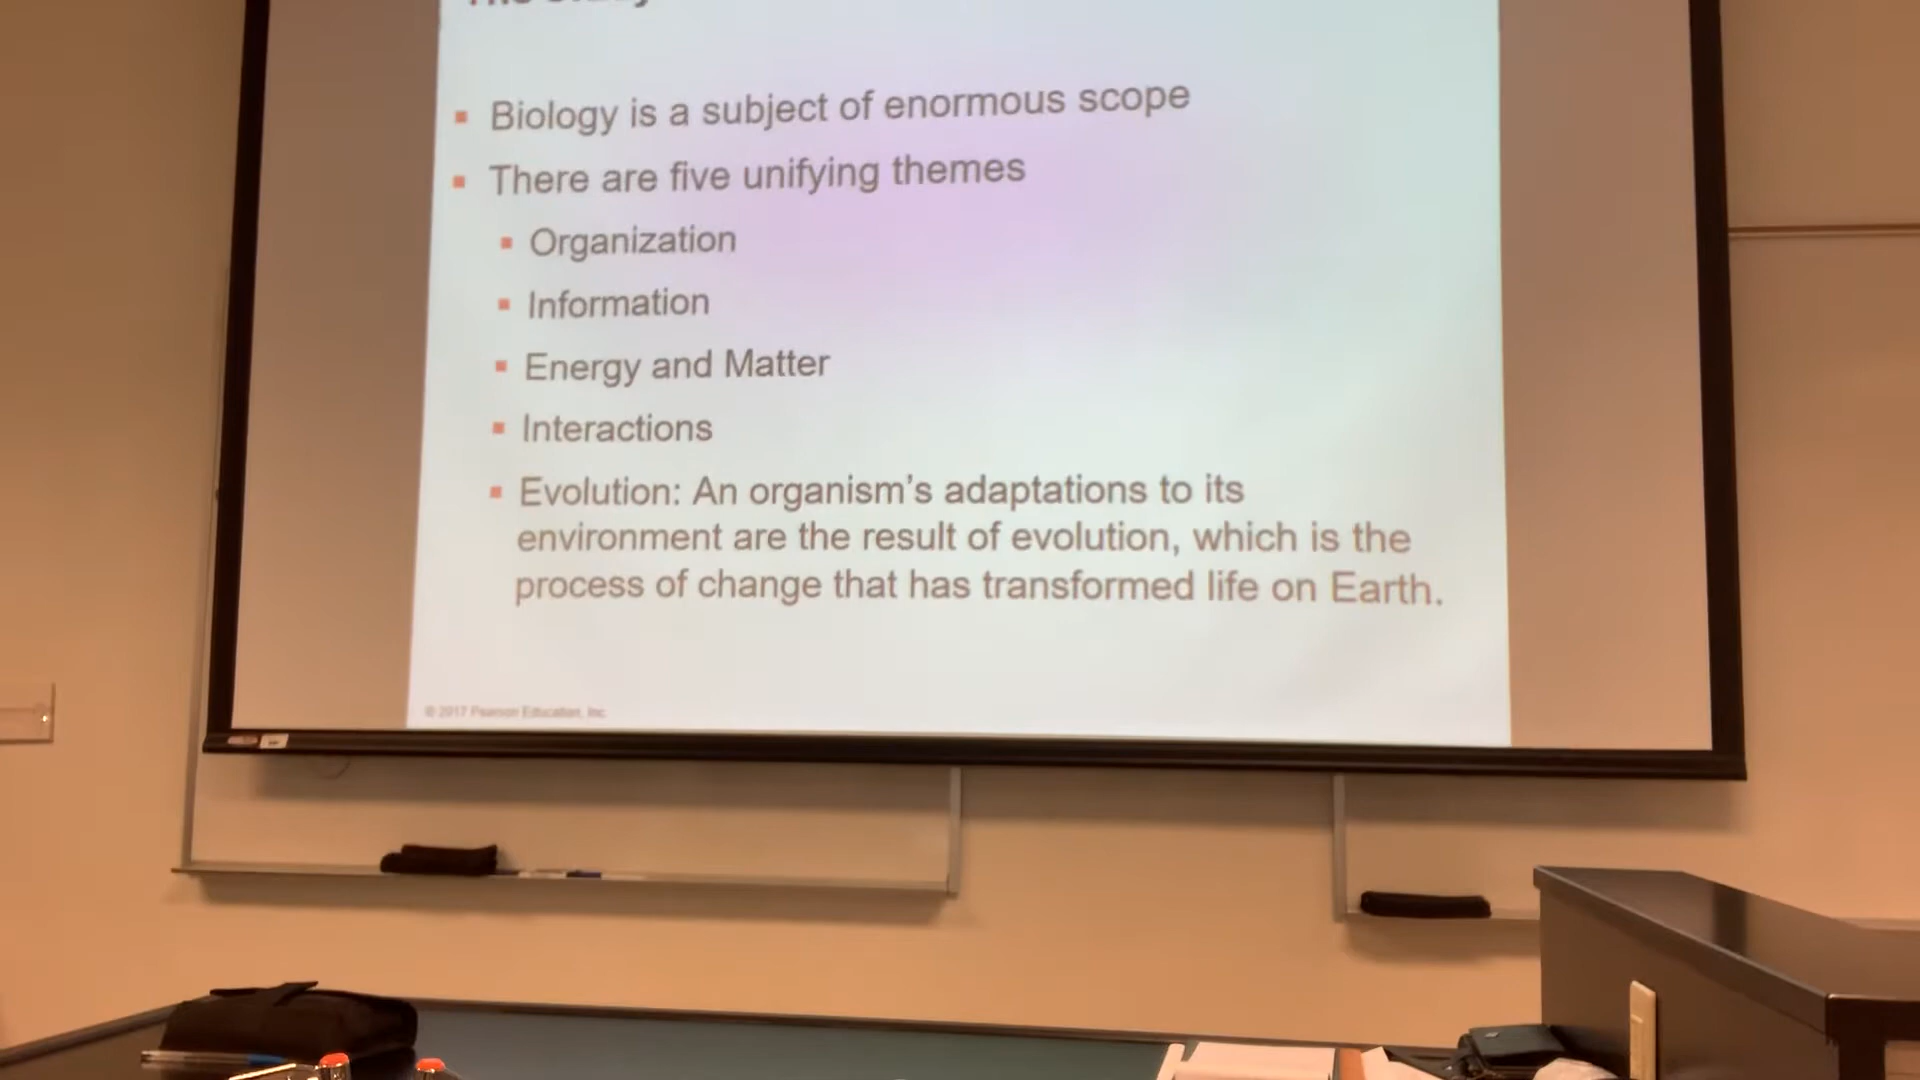 Biology is a subject of enormous scope
There are five unifying themes
Organization
Information
Energy and Matter
Interactions
Evolution: An organism's adaptations to its
environment are the result of evolution, which is the
process of change that has transformed life on Earth.
© 2017 Pearson Education, Inc.